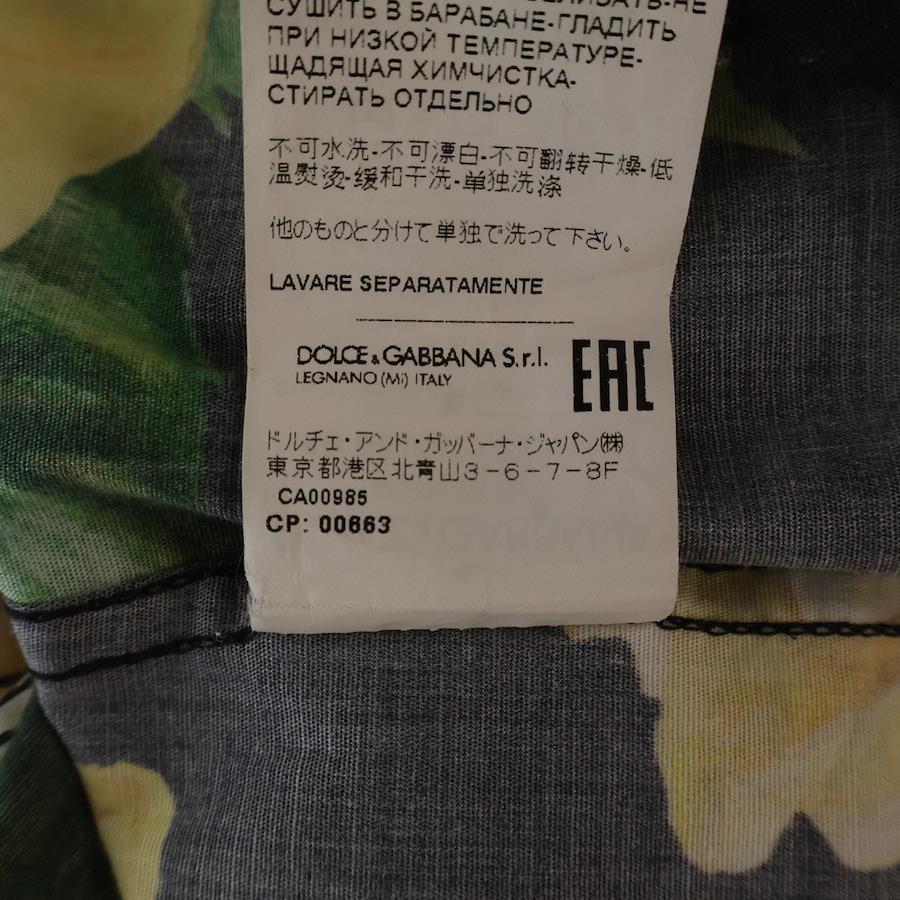 СУШИТЬ В БАРАБАНЕ-ГЛАДИТЬ
ПРИ НИЗКОЙ ТЕМПЕРАТУРЕ-
ЩАДЯЩАЯ ХИМЧИСТКА-
СТИРАТЬ ОТДЕЛЬНО
不可水洗-不可漂白-不可翻转干燥-低
温熨烫-缓和干洗-单独洗涤
他のものと分けて単独で洗って下さい。
LAVARE SEPARATAMENTE
DOLCE & GABBANA S.r.l.
LEGNANO (Mi) ITALY
EAC
ドルチェ・アンド・ガッバーナ・ジャパン㈱
東京都港区北青山3-6-7-8F
CA00985
CP: 00663